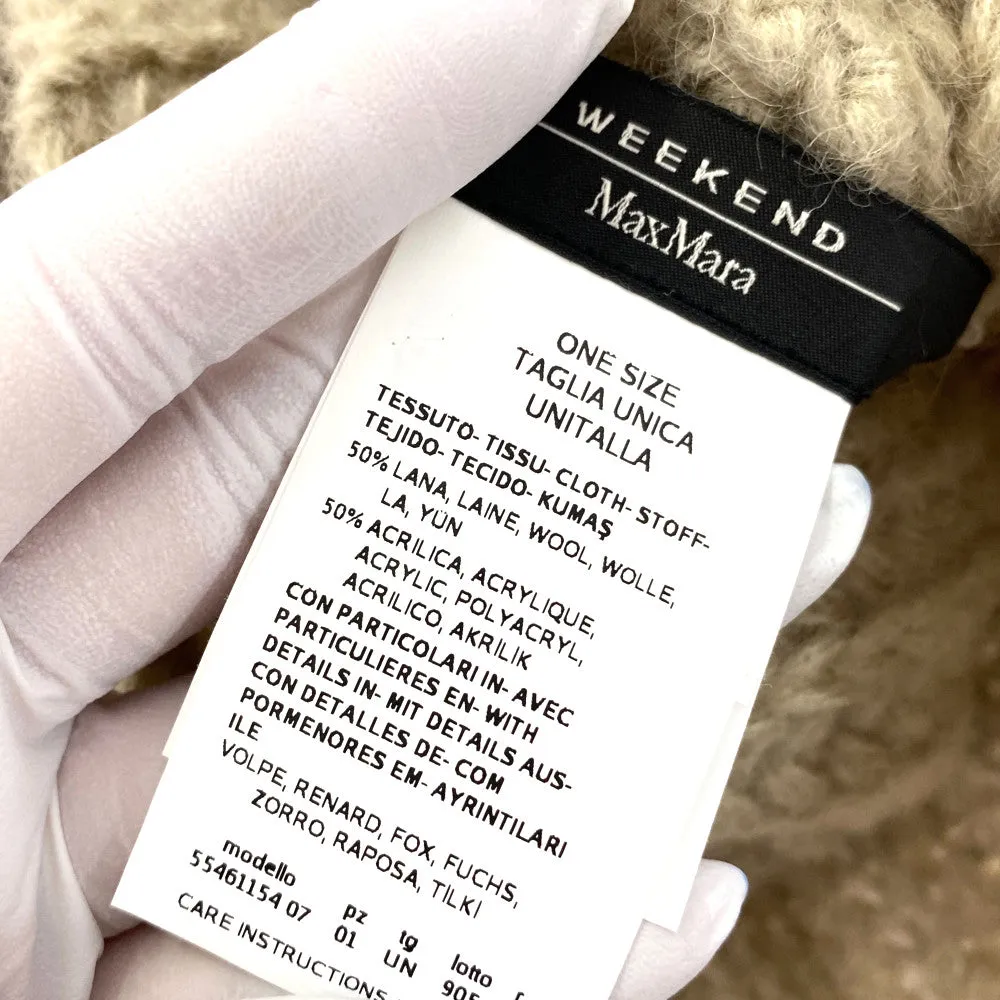 WEEKEND
MaxMara
ONE SIZE
TAGLIA UNICA
UNITALLA
TESSUTO- TISSU- CLOTH- STOFF-
TEJIDO- TECIDO- KUMAŞ
50% LANA, LAINE, WOOL, WOLLE,
LA, YÜN
50% ACRILICA, ACRYLIQUE,
ACRYLIC, POLYACRYL,
ACRILICO, AKRILIK
CON PARTICOLARI IN- AVEC
PARTICULIERES EN- WITH
DETAILS IN- MIT DETAILS AUS-
CON DETALLES DE- COM
PORMENORES EM- AYRINTILARI
ILE
VOLPE, RENARD, FOX, FUCHS,
ZORRO, RAPOSA, TİLKİ
modello pz tg lotto
55461154 07 01 UN 905
CARE INSTRUCTIONS